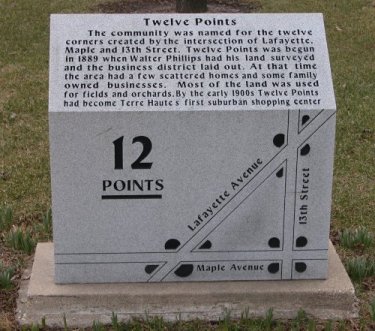 Twelve Points
The community was named for the twelve
corners created by the intersection of Lafayette,
Maple and 13th Street. Twelve Points was begun
in 1889 when Walter Phillips had his land surveyed
and the business district laid out. At that time
the area had a few scattered homes and some family
owned businesses. Most of the land was used
for fields and orchards. By the early 1900s Twelve Points
had become Terre Haute's first suburban shopping center
12
POINTS
Lafayette Avenue
13th Street
Maple Avenue